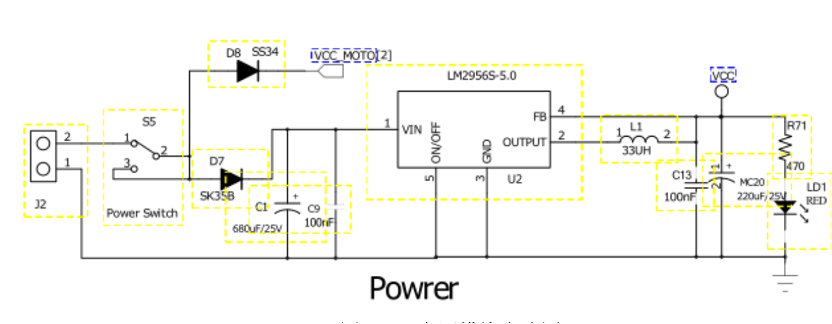 D8 SS34
VCC_MOTO[2]
LM2956S-5.0
VCC
S5
1
2
3
Power Switch
2
1
J2
D7
SK35B
C1
680uF/25V
C9
100nF
1
VIN
ON/OFF
GND
FB
4
OUTPUT
2
5
3
U2
L1
1
2
33UH
C13
100nF
1
2
MC20
220uF/25V
R71
470
LD1
RED
Powrer